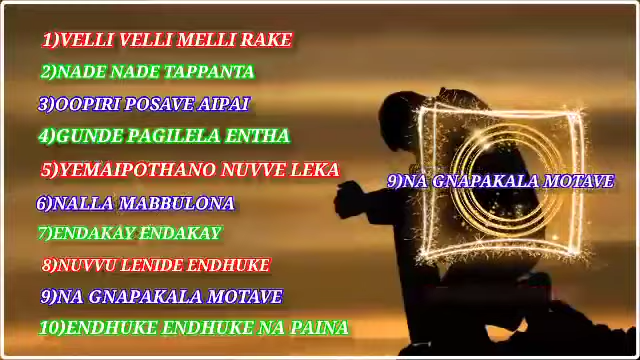 1)VELLI VELLI MELLI RAKE
2)NADE NADE TAPPANTA
3)OOPIRI POSAVE AIPAI
4)GUNDE PAGILELA ENTHA
5)YEMAIPOTHANO NUVVE LEKA
6)NALLA MABBULONA
7)ENDAKAY ENDAKAY
8)NUVVU LENIDE ENDHUKE
9)NA GNAPAKALA MOTAVE
10)ENDHUKE ENDHUKE NA PAINA
9)NA GNAPAKALA MOTAVE